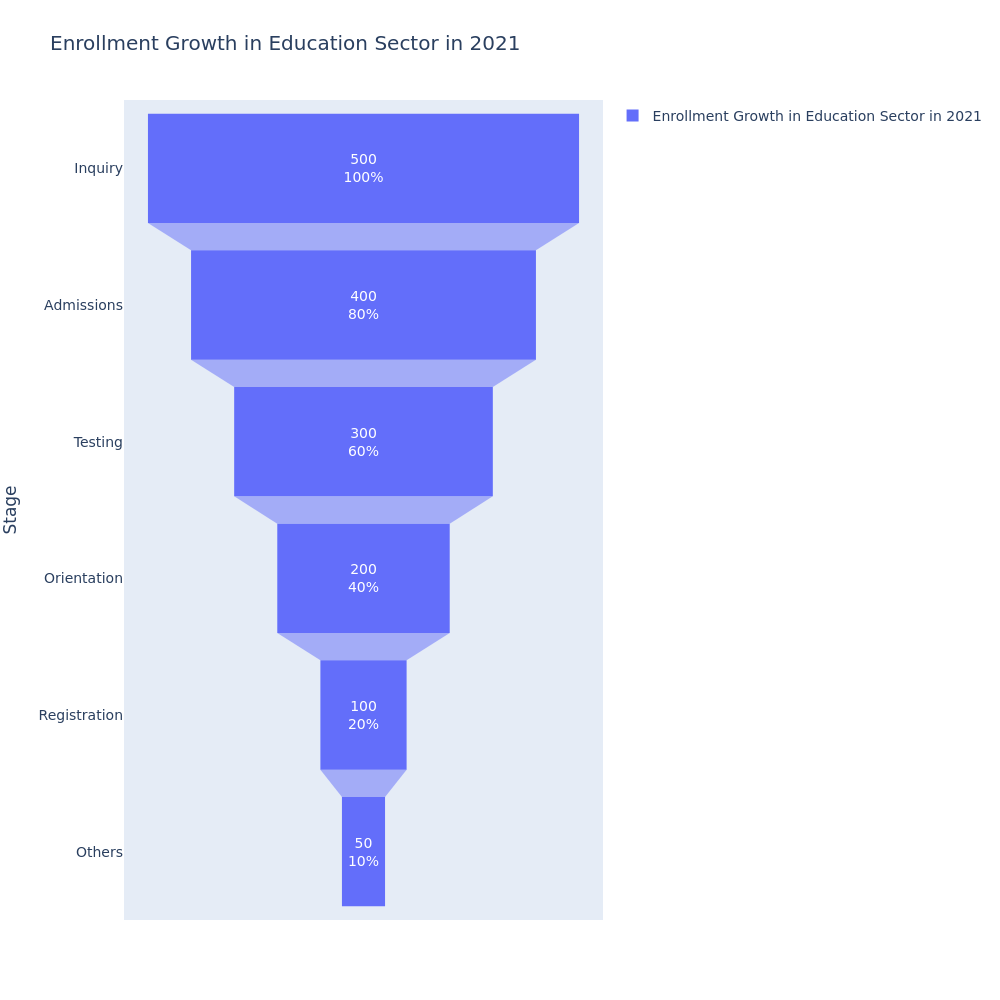 Enrollment Growth in Education Sector in 2021
Enrollment Growth in Education Sector in 2021
Stage
Inquiry
500
100%
Admissions
400
80%
Testing
300
60%
Orientation
200
40%
Registration
100
20%
Others
50
10%